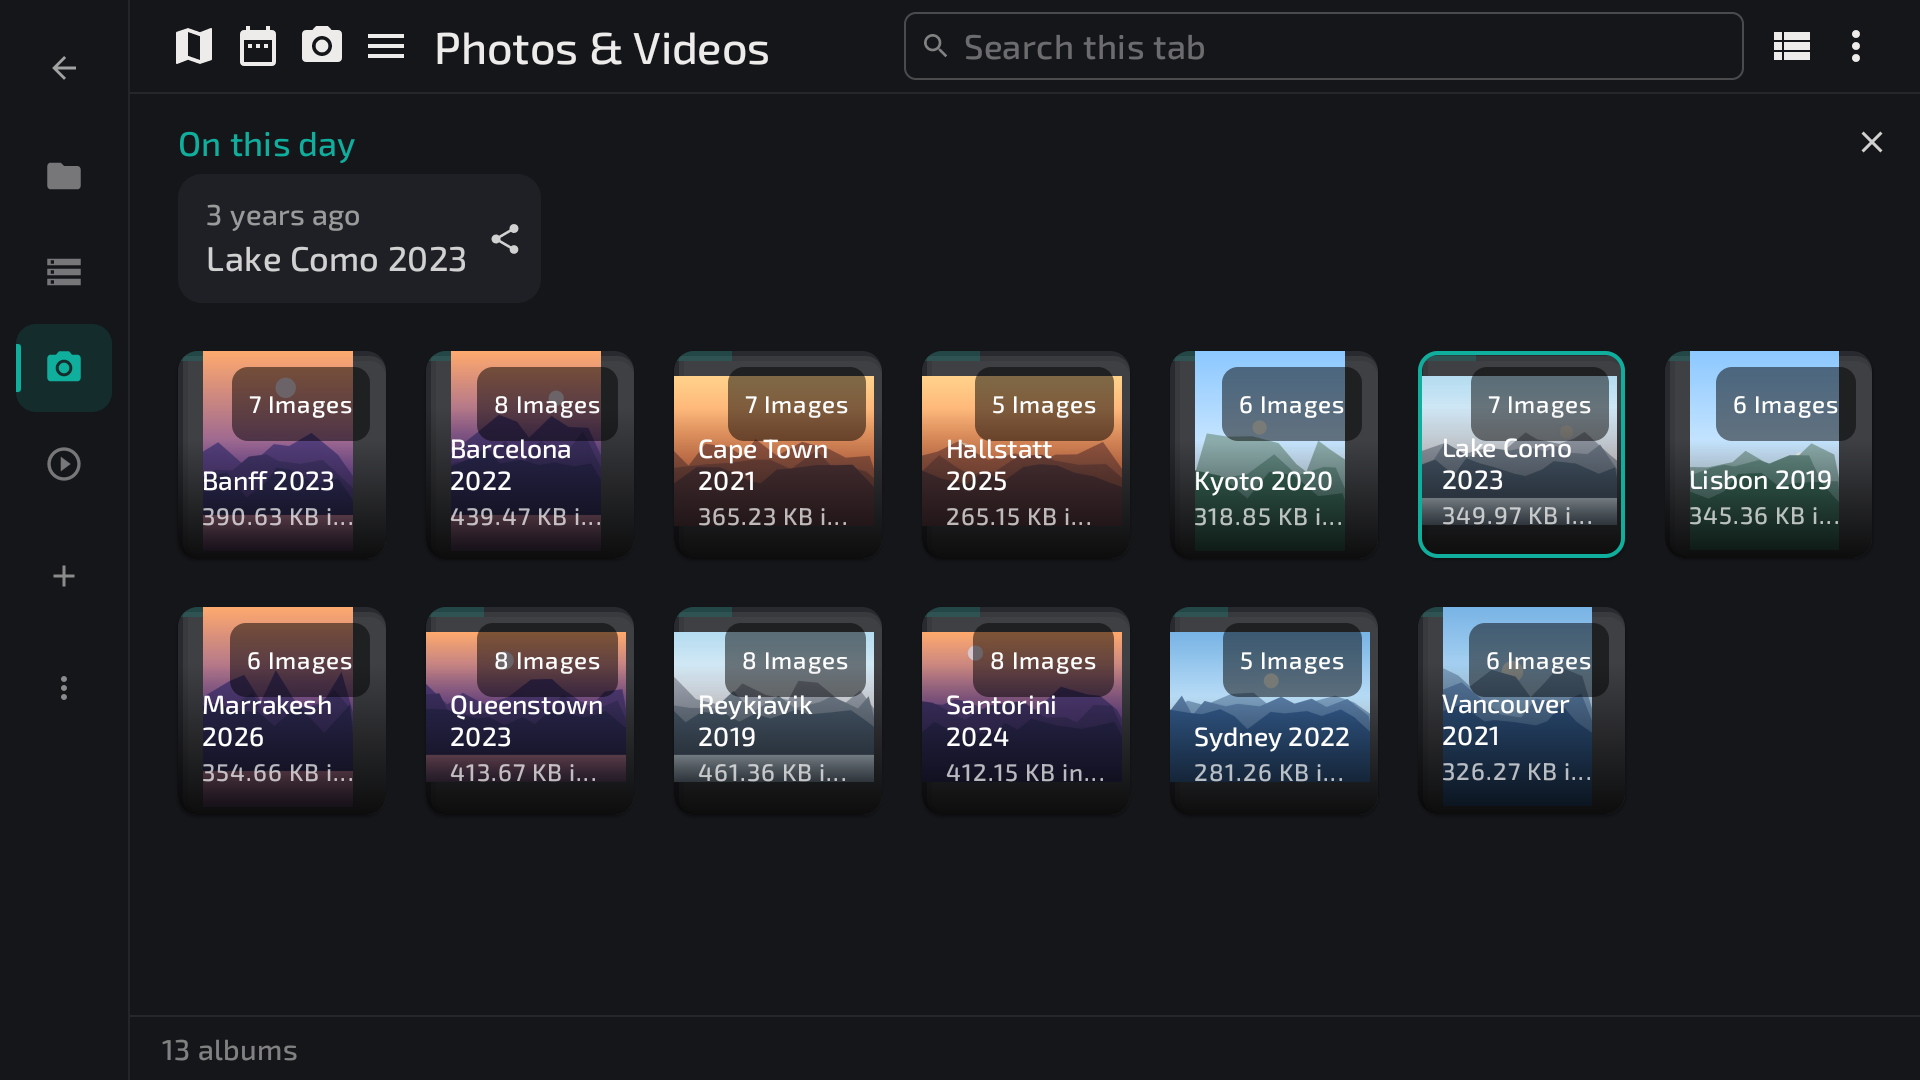 Photos & Videos
Search this tab
On this day
3 years ago
Lake Como 2023
7 Images
Banff 2023
390.63 KB i...
8 Images
Barcelona
2022
439.47 KB i...
7 Images
Cape Town
2021
365.23 KB i...
5 Images
Hallstatt
2025
265.15 KB i...
6 Images
Kyoto 2020
318.85 KB i...
7 Images
Lake Como
2023
349.97 KB i...
6 Images
Lisbon 2019
345.36 KB i...
6 Images
Marrakesh
2026
354.66 KB i...
8 Images
Queenstown
2023
413.67 KB i...
8 Images
Reykjavik
2019
461.36 KB i...
8 Images
Santorini
2024
412.15 KB in...
5 Images
Sydney 2022
281.26 KB i...
6 Images
Vancouver
2021
326.27 KB i...
13 albums